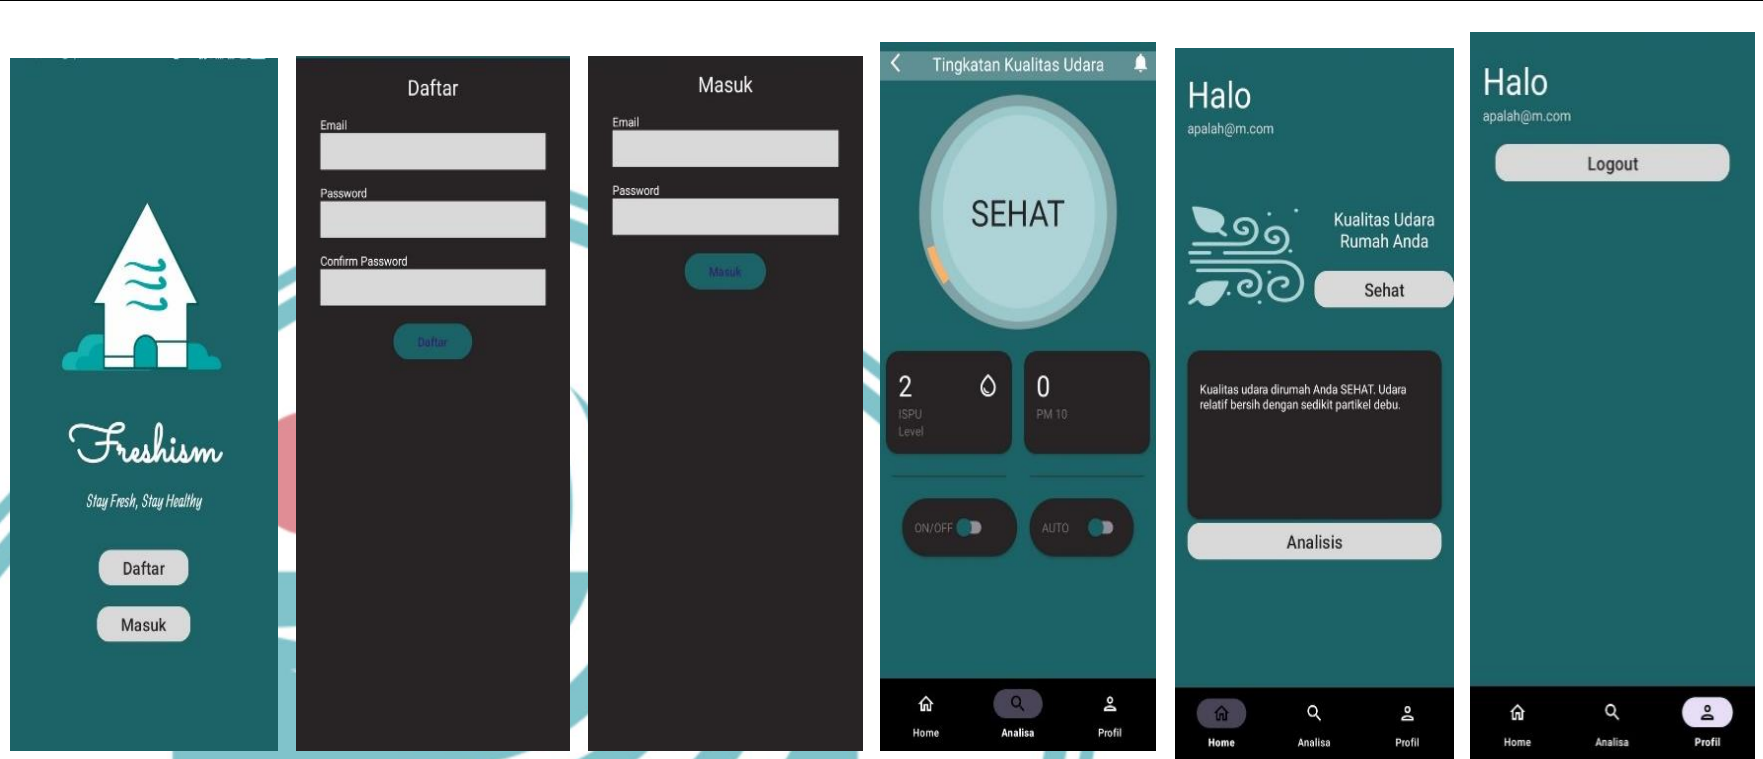 Freshism
Stay Fresh, Stay Healthy
Daftar
Masuk
Daftar
Email
Password
Confirm Password
Daftar
Masuk
Email
Password
Masuk
Tingkatan Kualitas Udara
SEHAT
2
ISPU
Level
0
PM 10
ON/OFF
AUTO
Home
Analisa
Profil
Halo
apalah@m.com
Kualitas Udara
Rumah Anda
Sehat
Kualitas udara dirumah Anda SEHAT. Udara
relatif bersih dengan sedikit partikel debu.
Analisis
Home
Analisa
Profil
Halo
apalah@m.com
Logout
Home
Analisa
Profil